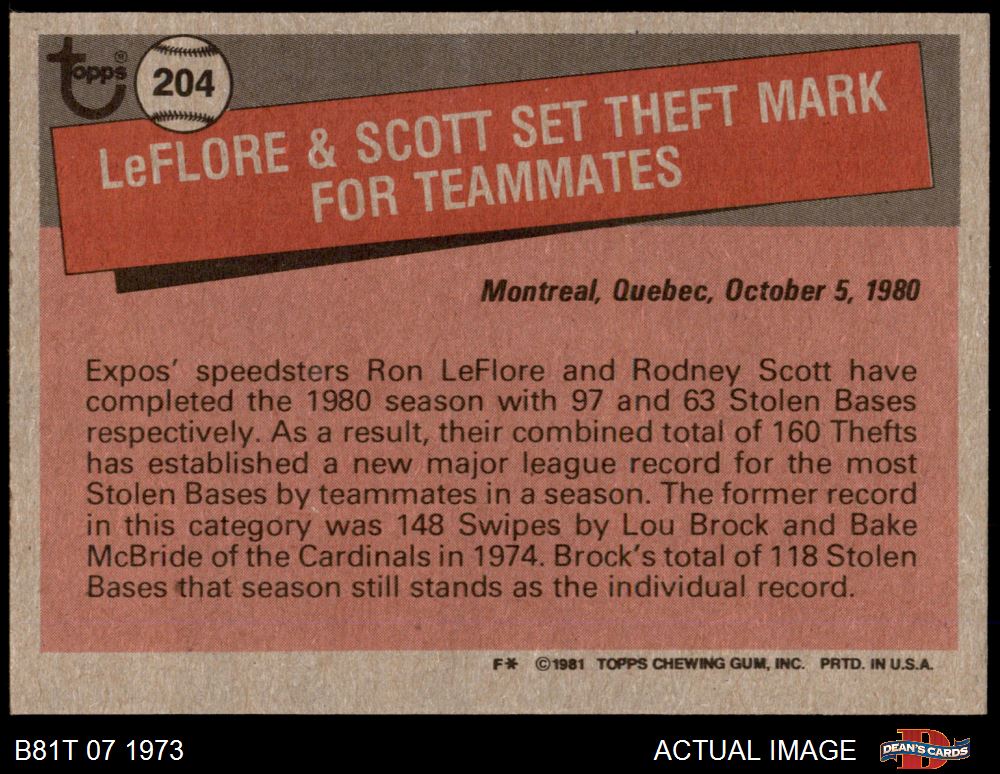 Topps®
204
LeFLORE & SCOTT SET THEFT MARK
FOR TEAMMATES
Montreal, Quebec, October 5, 1980
Expos' speedsters Ron LeFlore and Rodney Scott have
completed the 1980 season with 97 and 63 Stolen Bases
respectively. As a result, their combined total of 160 Thefts
has established a new major league record for the most
Stolen Bases by teammates in a season. The former record
in this category was 148 Swipes by Lou Brock and Bake
McBride of the Cardinals in 1974. Brock's total of 118 Stolen
Bases that season still stands as the individual record.
F* ©1981 TOPPS CHEWING GUM, INC. PRTD. IN U.S.A.
B81T 07 1973
ACTUAL IMAGE
DEAN'S CARDS